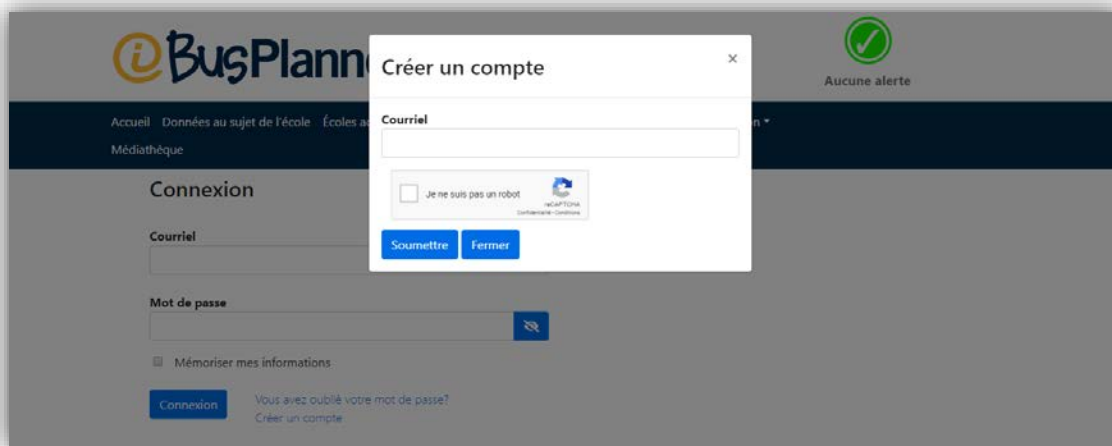 BusPlann
Aucune alerte
Accueil Données au sujet de l'école Écoles a
n
Médiathèque
Créer un compte
×
Courriel
Je ne suis pas un robot
reCAPTCHA
Confidentialité - Conditions
Soumettre Fermer
Connexion
Courriel
Mot de passe
Mémoriser mes informations
Connexion
Vous avez oublié votre mot de passe?
Créer un compte